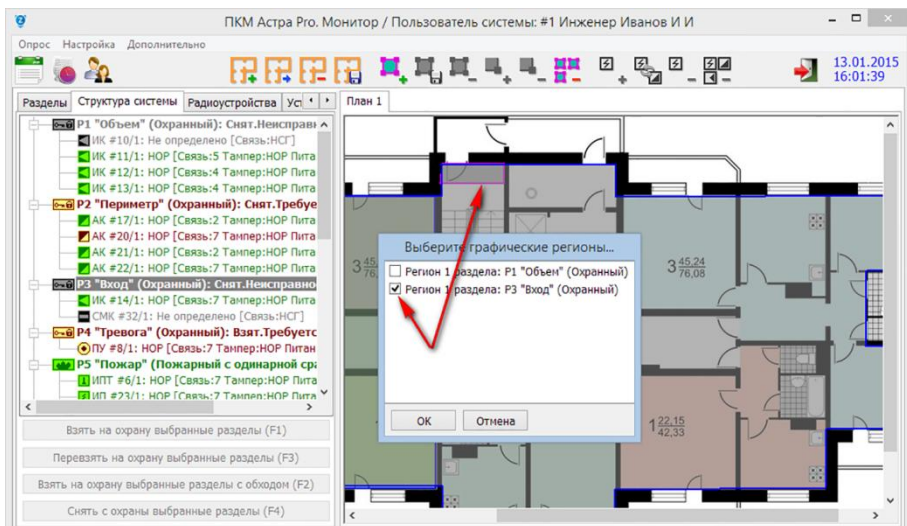 ПКМ Астра Pro. Монитор / Пользователь системы: #1 Инженер Иванов И И
Опрос Настройка Дополнительно
13.01.2015
16:01:39
Разделы Структура системы Радиоустройства
План 1
Р1 "Объем" (Охранный): Снят.Неисправн
ИК #10/1: Не определено [Связь:НСГ]
ИК #11/1: НОР [Связь:5 Тампер:НОР Пита
ИК #12/1: НОР [Связь:4 Тампер:НОР Пита
ИК #13/1: НОР [Связь:4 Тампер:НОР Пита
Р2 "Периметр" (Охранный): Снят.Требуе
АК #17/1: НОР [Связь:2 Тампер:НОР Пита
АК #20/1: НОР [Связь:7 Тампер:НОР Пита
АК #21/1: НОР [Связь:2 Тампер:НОР Пита
АК #22/1: НОР [Связь:7 Тампер:НОР Пита
Р3 "Вход" (Охранный): Снят.Неисправно
ИК #14/1: НОР [Связь:7 Тампер:НОР Пита
СМК #32/1: Не определено [Связь:НСГ]
Р4 "Тревога" (Охранный): Взят.Требуетс
ПУ #8/1: НОР [Связь:7 Тампер:НОР Питан
Р5 "Пожар" (Пожарный с одинарной сра
ИПТ #6/1: НОР [Связь:7 Тампер:НОР Пита
ИП #23/1: НОР [Связь:7 Тампер:НОР Пита
Взять на охрану выбранные разделы (F1)
Перевзять на охрану выбранные разделы (F3)
Взять на охрану выбранные разделы с обходом (F2)
Снять с охраны выбранные разделы (F4)
Выберите графические регионы...
Регион 1 раздела: Р1 "Объем" (Охранный)
Регион 1 раздела: Р3 "Вход" (Охранный)
ОК Отмена
3 45,24
76,08
1 22,15
42,33